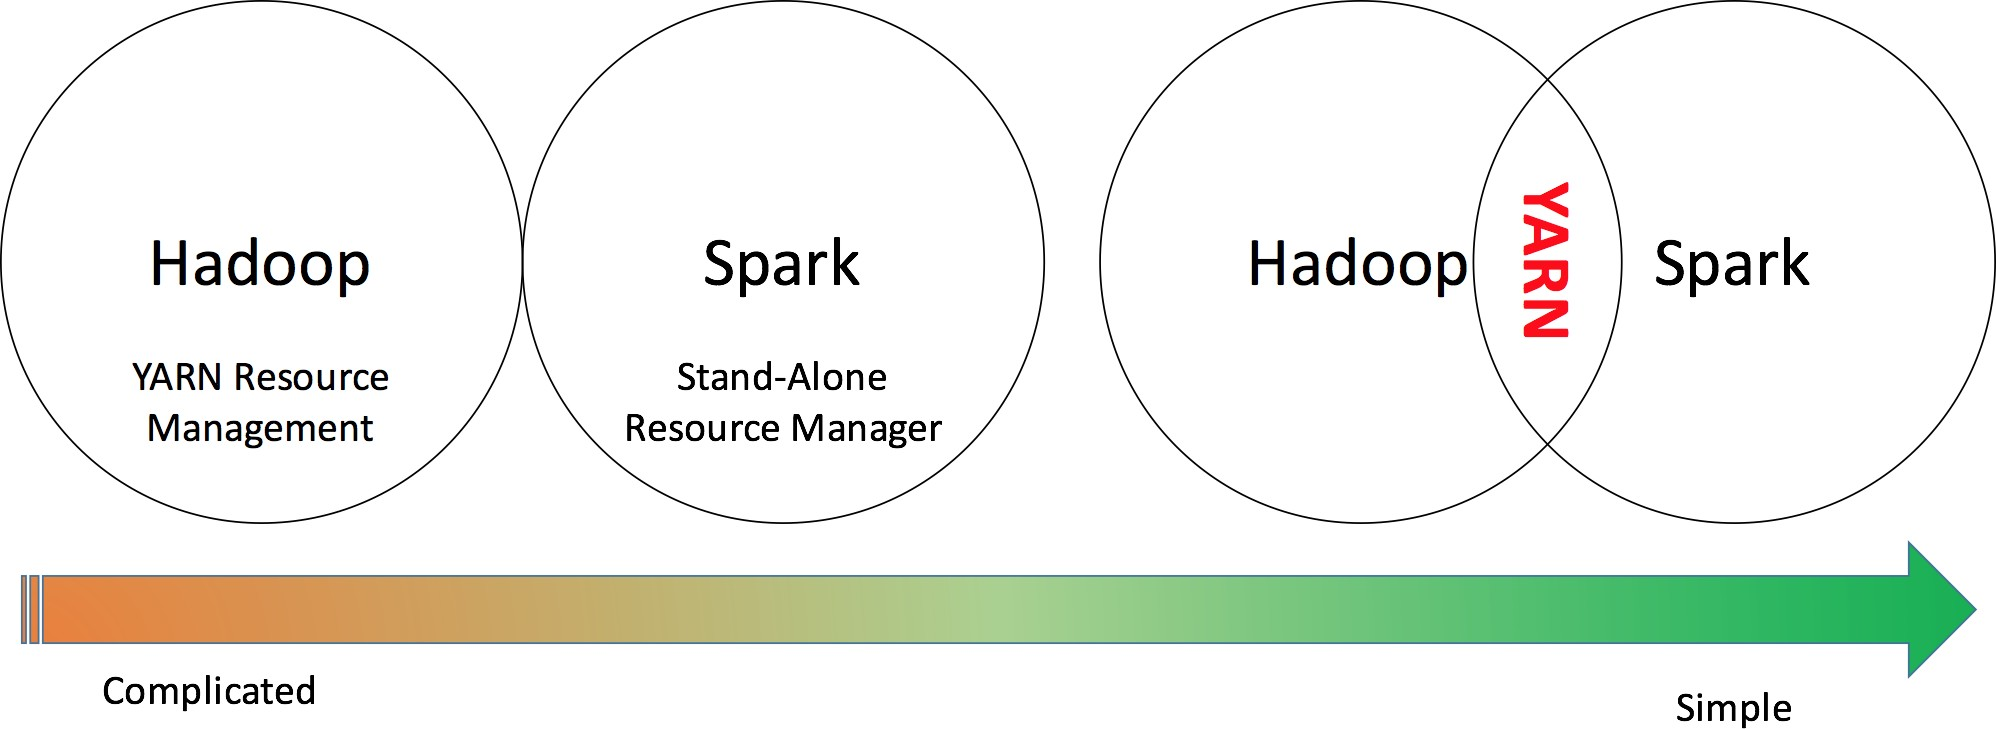 Hadoop
YARN Resource
Management
Spark
Stand-Alone
Resource Manager
Hadoop
YARN
Spark
Complicated
Simple